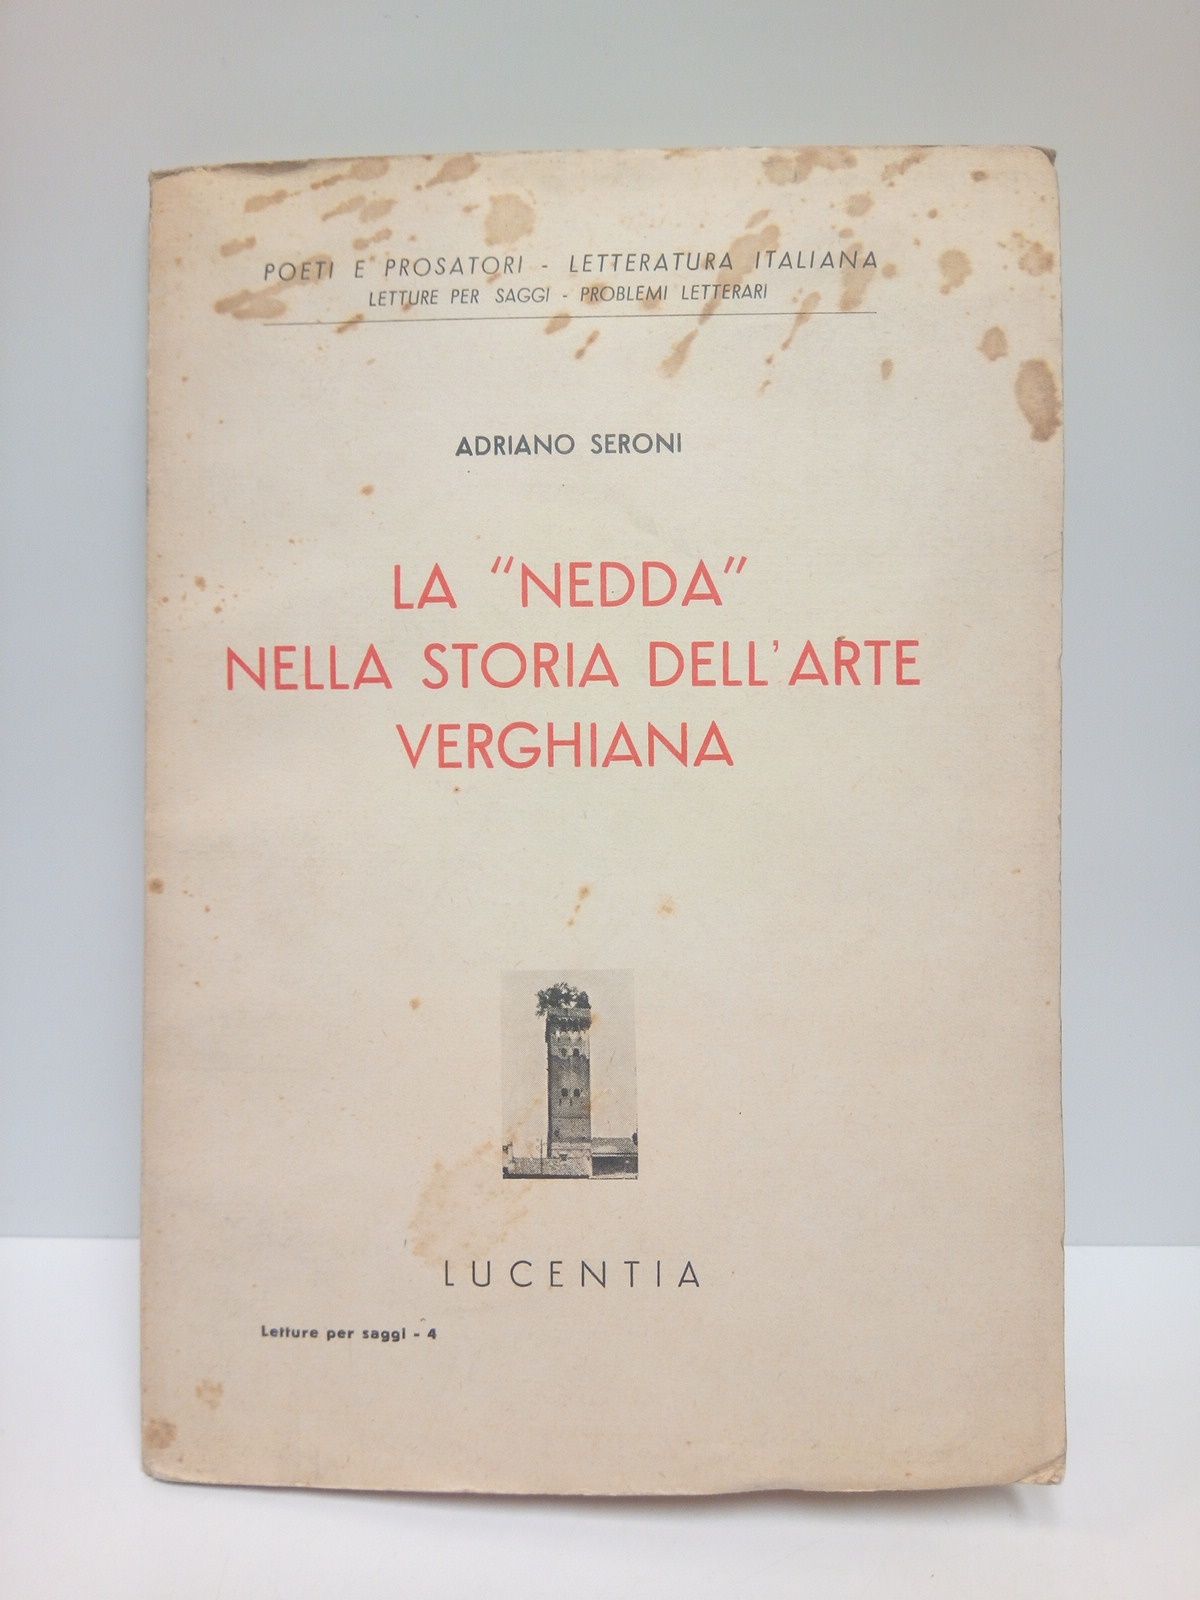 POETI E PROSATORI - LETTERATURA ITALIANA
LETTURE PER SAGGI - PROBLEMI LETTERARI
ADRIANO SERONI
LA "NEDDA"
NELLA STORIA DELL'ARTE
VERGHIANA
LUCENTIA
Letture per saggi - 4